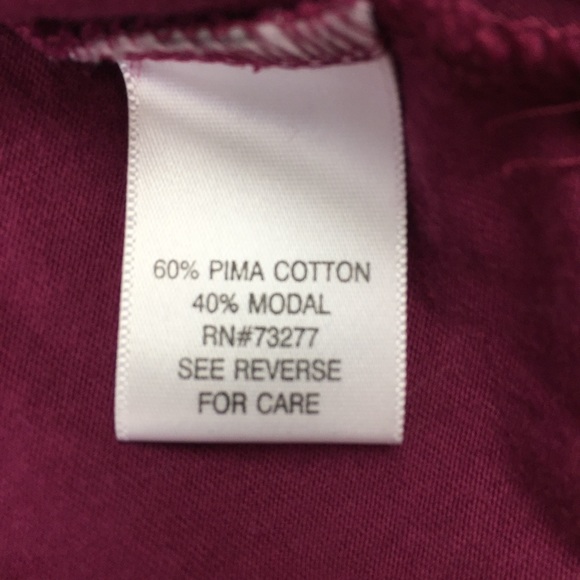 60% PIMA COTTON
40% MODAL
RN#73277
SEE REVERSE
FOR CARE